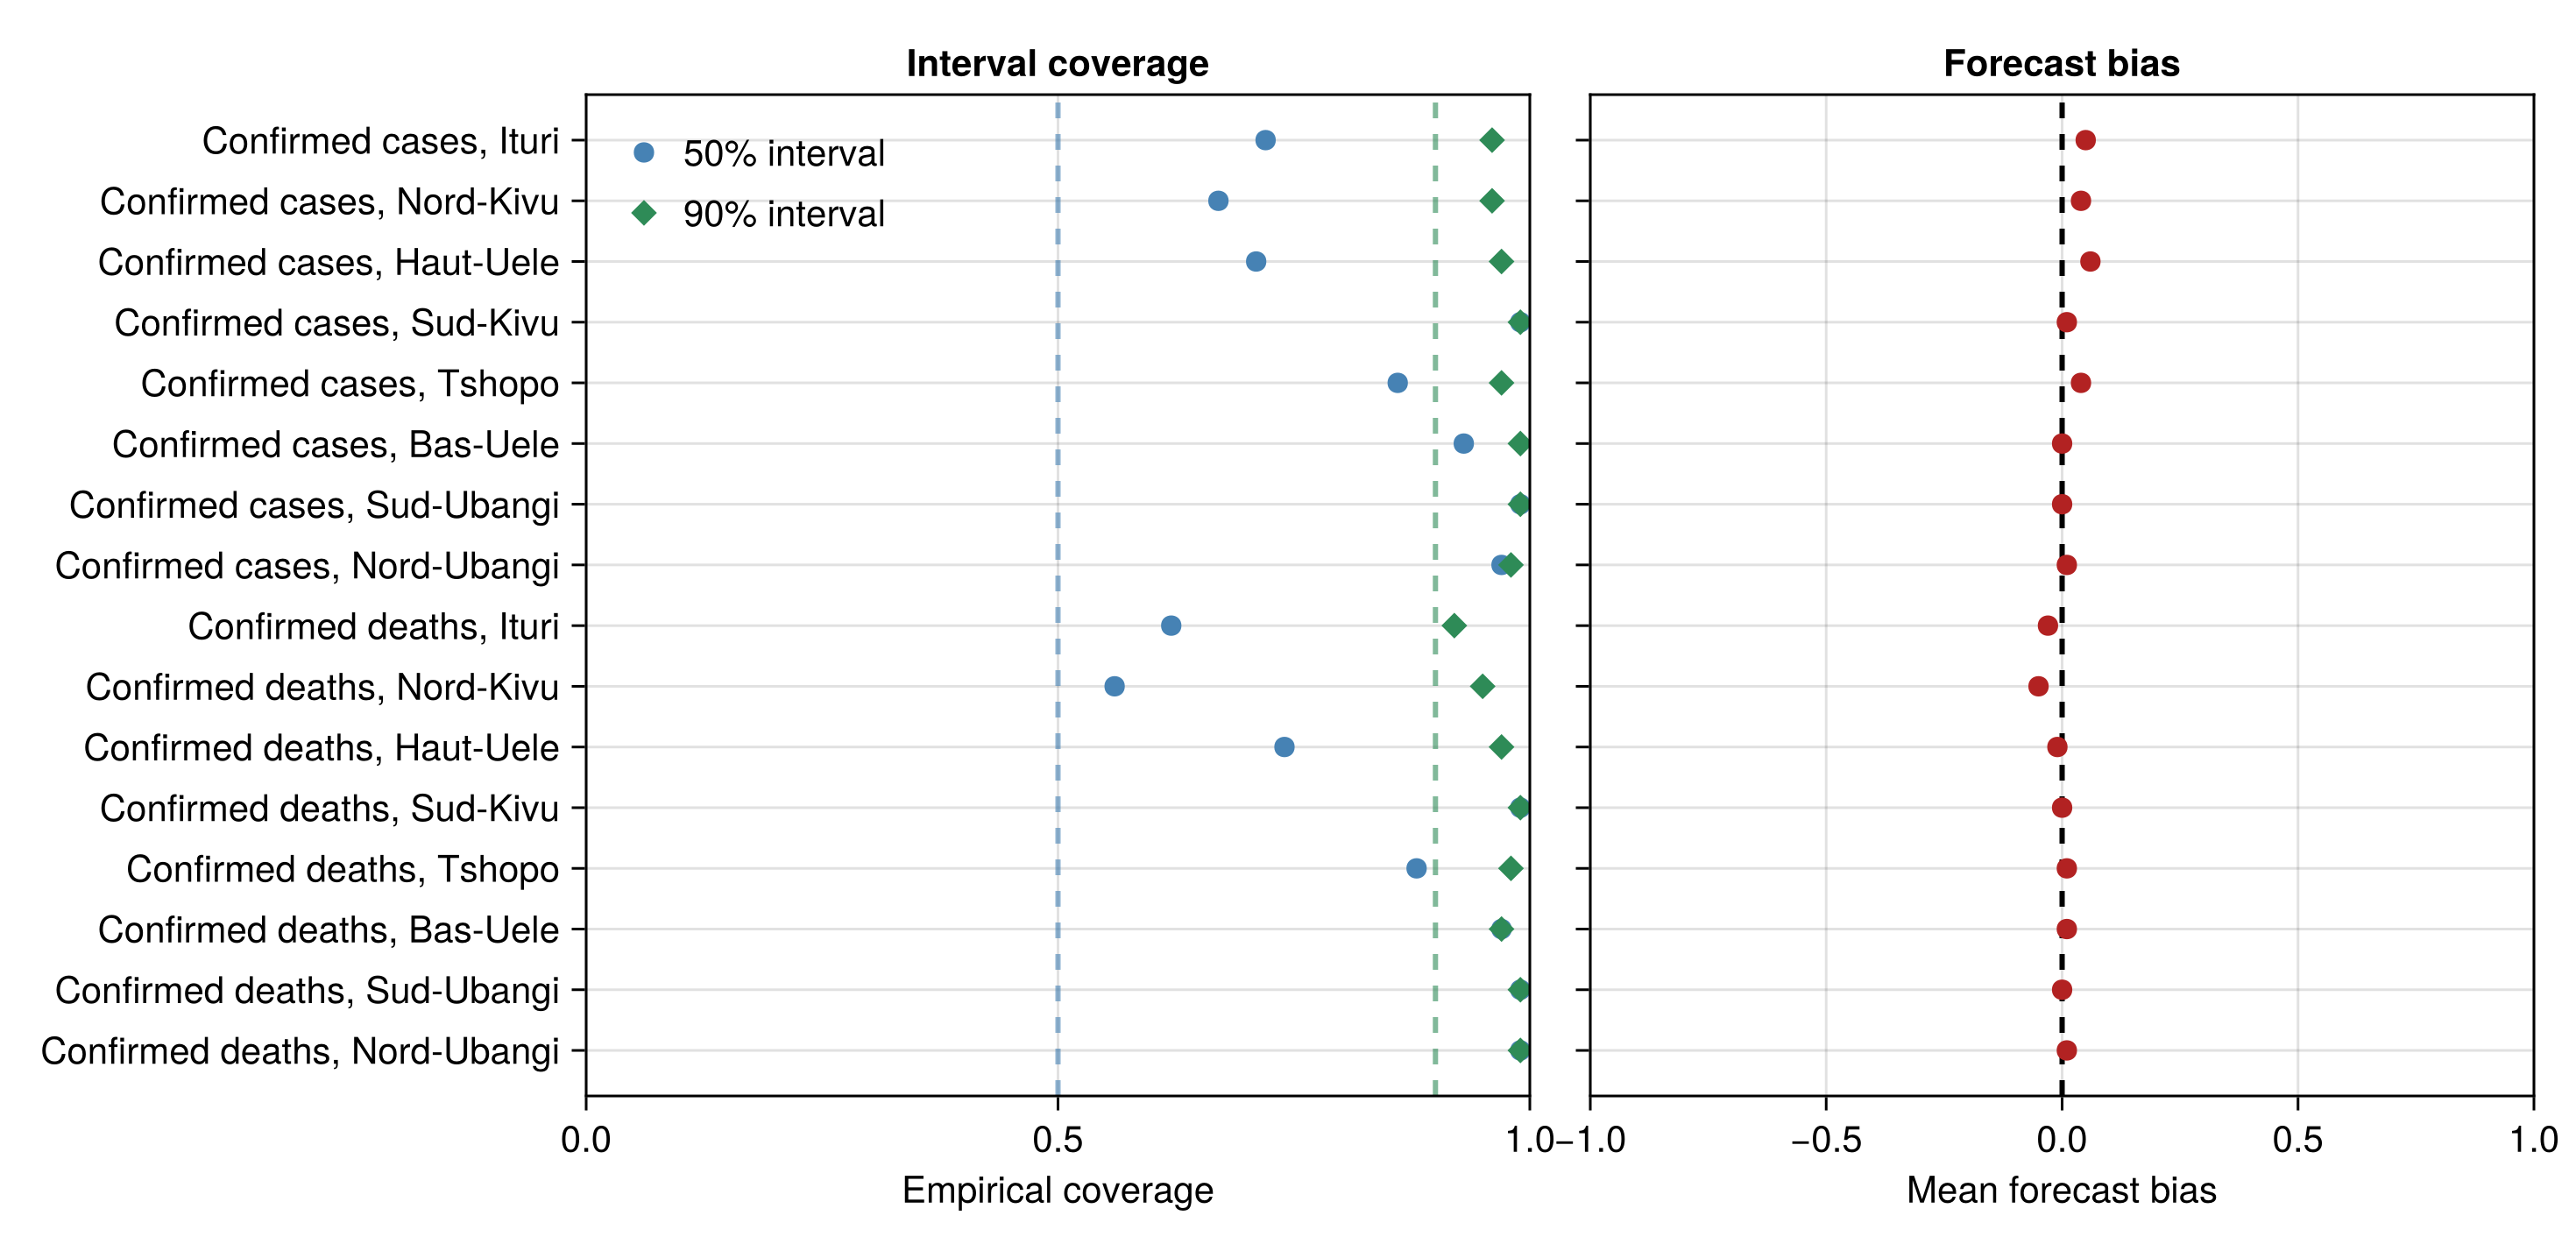 Interval coverage
Forecast bias
50% interval
90% interval
Confirmed cases, Ituri
Confirmed cases, Nord-Kivu
Confirmed cases, Haut-Uele
Confirmed cases, Sud-Kivu
Confirmed cases, Tshopo
Confirmed cases, Bas-Uele
Confirmed cases, Sud-Ubangi
Confirmed cases, Nord-Ubangi
Confirmed deaths, Ituri
Confirmed deaths, Nord-Kivu
Confirmed deaths, Haut-Uele
Confirmed deaths, Sud-Kivu
Confirmed deaths, Tshopo
Confirmed deaths, Bas-Uele
Confirmed deaths, Sud-Ubangi
Confirmed deaths, Nord-Ubangi
0.0 0.5 1.0
−1.0 −0.5 0.0 0.5 1.0
Empirical coverage
Mean forecast bias